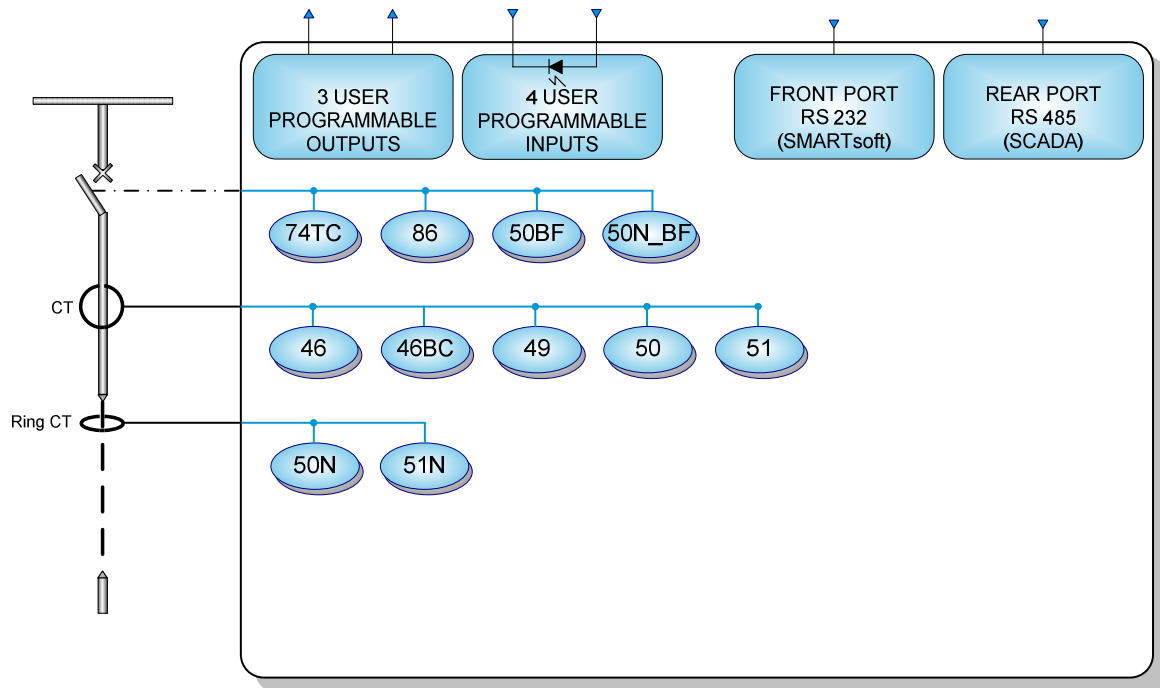 3 USER
PROGRAMMABLE
OUTPUTS
4 USER
PROGRAMMABLE
INPUTS
FRONT PORT
RS 232
(SMARTsoft)
REAR PORT
RS 485
(SCADA)
74TC
86
50BF
50N_BF
CT
46
46BC
49
50
51
Ring CT
50N
51N